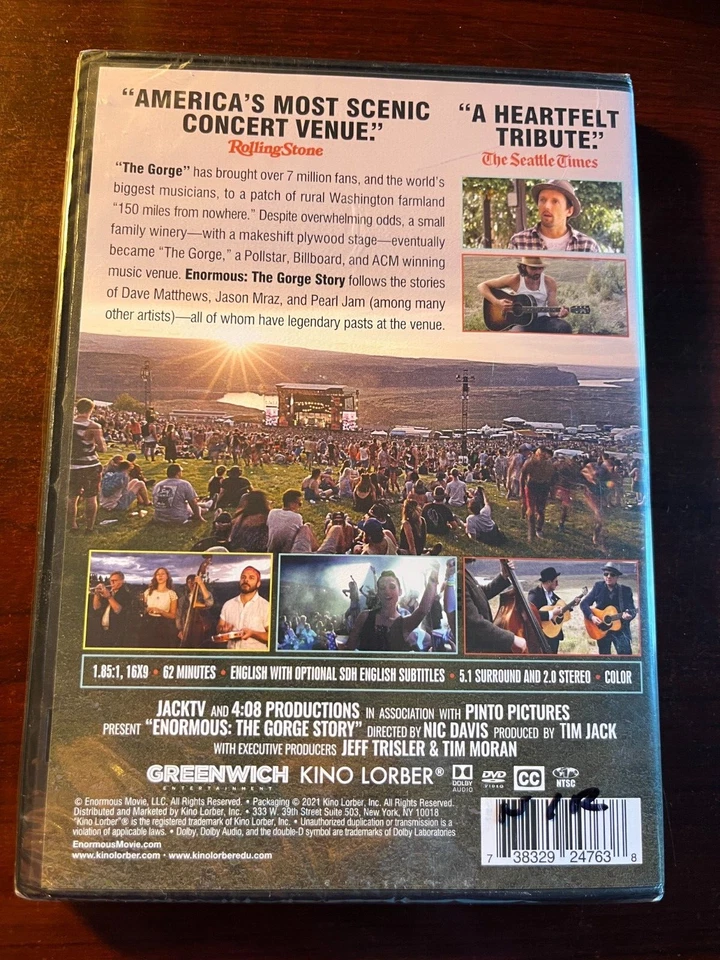 “AMERICA’S MOST SCENIC
CONCERT VENUE.”
RollingStone
“A HEARTFELT
TRIBUTE.”
The Seattle Times
“The Gorge” has brought over 7 million fans, and the world’s
biggest musicians, to a patch of rural Washington farmland
“150 miles from nowhere.” Despite overwhelming odds, a small
family winery—with a makeshift plywood stage—eventually
became “The Gorge,” a Pollstar, Billboard, and ACM winning
music venue. Enormous: The Gorge Story follows the stories
of Dave Matthews, Jason Mraz, and Pearl Jam (among many
other artists)—all of whom have legendary pasts at the venue.
1.85:1, 16X9 • 62 MINUTES • ENGLISH WITH OPTIONAL SDH ENGLISH SUBTITLES • 5.1 SURROUND AND 2.0 STEREO • COLOR
JACKTV AND 4:08 PRODUCTIONS IN ASSOCIATION WITH PINTO PICTURES
PRESENT “ENORMOUS: THE GORGE STORY” DIRECTED BY NIC DAVIS PRODUCED BY TIM JACK
WITH EXECUTIVE PRODUCERS JEFF TRISLER & TIM MORAN
GREENWICH
ENTERTAINMENT
KINO LORBER®
DOLBY
AUDIO
DVD
VIDEO
CC
NTSC
© Enormous Movie, LLC. All Rights Reserved. • Packaging © 2021 Kino Lorber, Inc. All Rights Reserved.
Distributed and Marketed by Kino Lorber, Inc. • 333 W. 39th Street Suite 503, New York, NY 10018
“Kino Lorber”® is the registered trademark of Kino Lorber, Inc. • Unauthorized duplication or transmission is a
violation of applicable laws. • Dolby, Dolby Audio, and the double-D symbol are trademarks of Dolby Laboratories
EnormousMovie.com
www.kinolorber.com • www.kinolorberedu.com
N/R
7 38329 24763 8